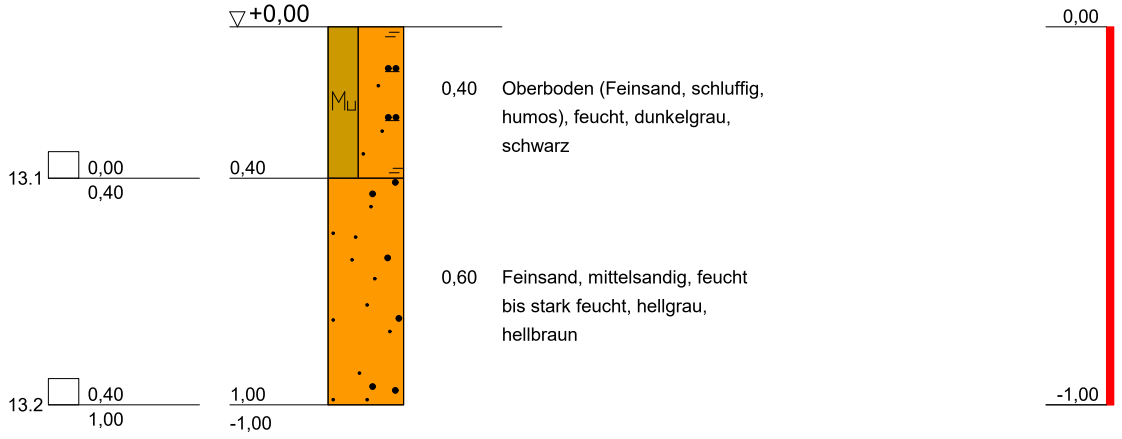 +0,00
0,00
0,40 Oberboden (Feinsand, schluffig,
humos), feucht, dunkelgrau,
schwarz
Mu
13.1 0,00
0,40
0,40
0,60 Feinsand, mittelsandig, feucht
bis stark feucht, hellgrau,
hellbraun
13.2 0,40
1,00
1,00
-1,00
-1,00